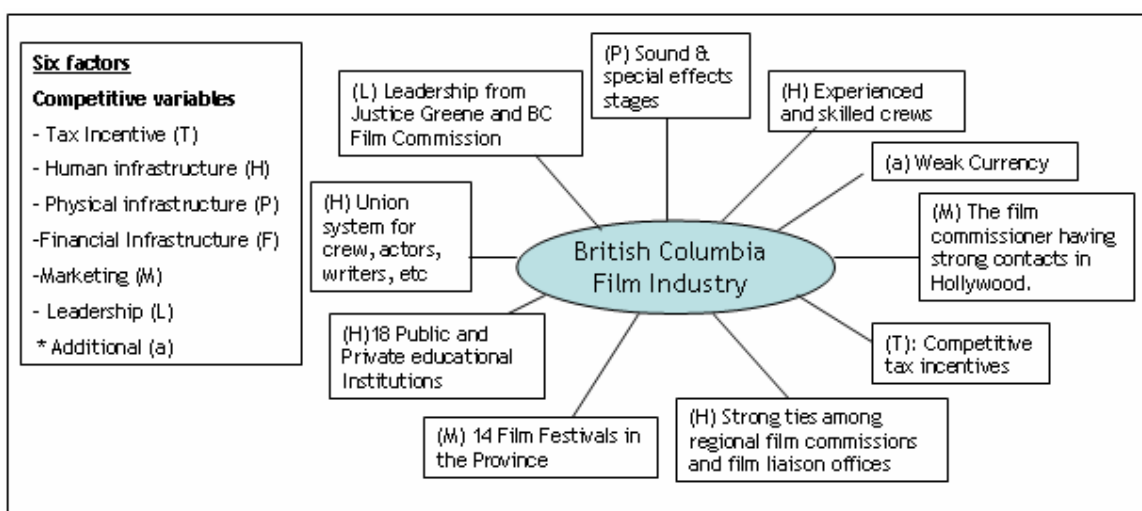 Six factors
Competitive variables
- Tax Incentive (T)
- Human infrastructure (H)
- Physical infrastructure (P)
-Financial Infrastructure (F)
-Marketing (M)
- Leadership (L)
* Additional (a)
(L) Leadership from
Justice Greene and BC
Film Commission
(P) Sound &
special effects
stages
(H) Experienced
and skilled crews
(a) Weak Currency
(H) Union
system for
crew, actors,
writers, etc
British Columbia
Film Industry
(M) The film
commissioner having
strong contacts in
Hollywood.
(H)18 Public and
Private educational
Institutions
(T): Competitive
tax incentives
(M) 14 Film Festivals in
the Province
(H) Strong ties among
regional film commissions
and film liaison offices